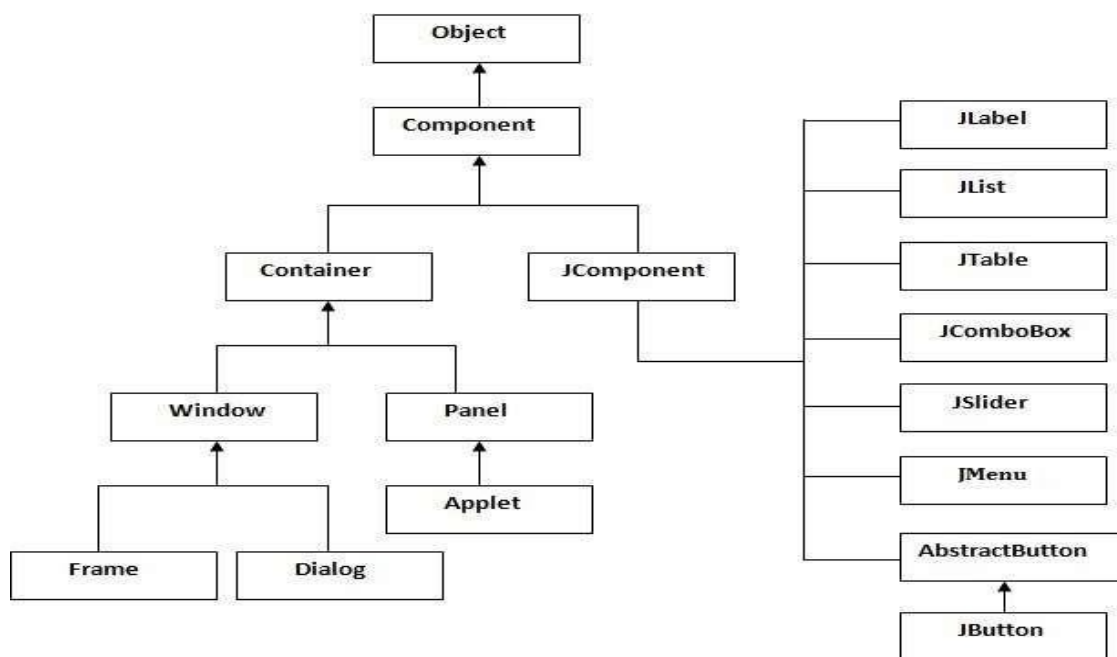 Object
Component
Container
JComponent
Window
Panel
Applet
Frame
Dialog
JLabel
JList
JTable
JComboBox
JSlider
JMenu
AbstractButton
JButton